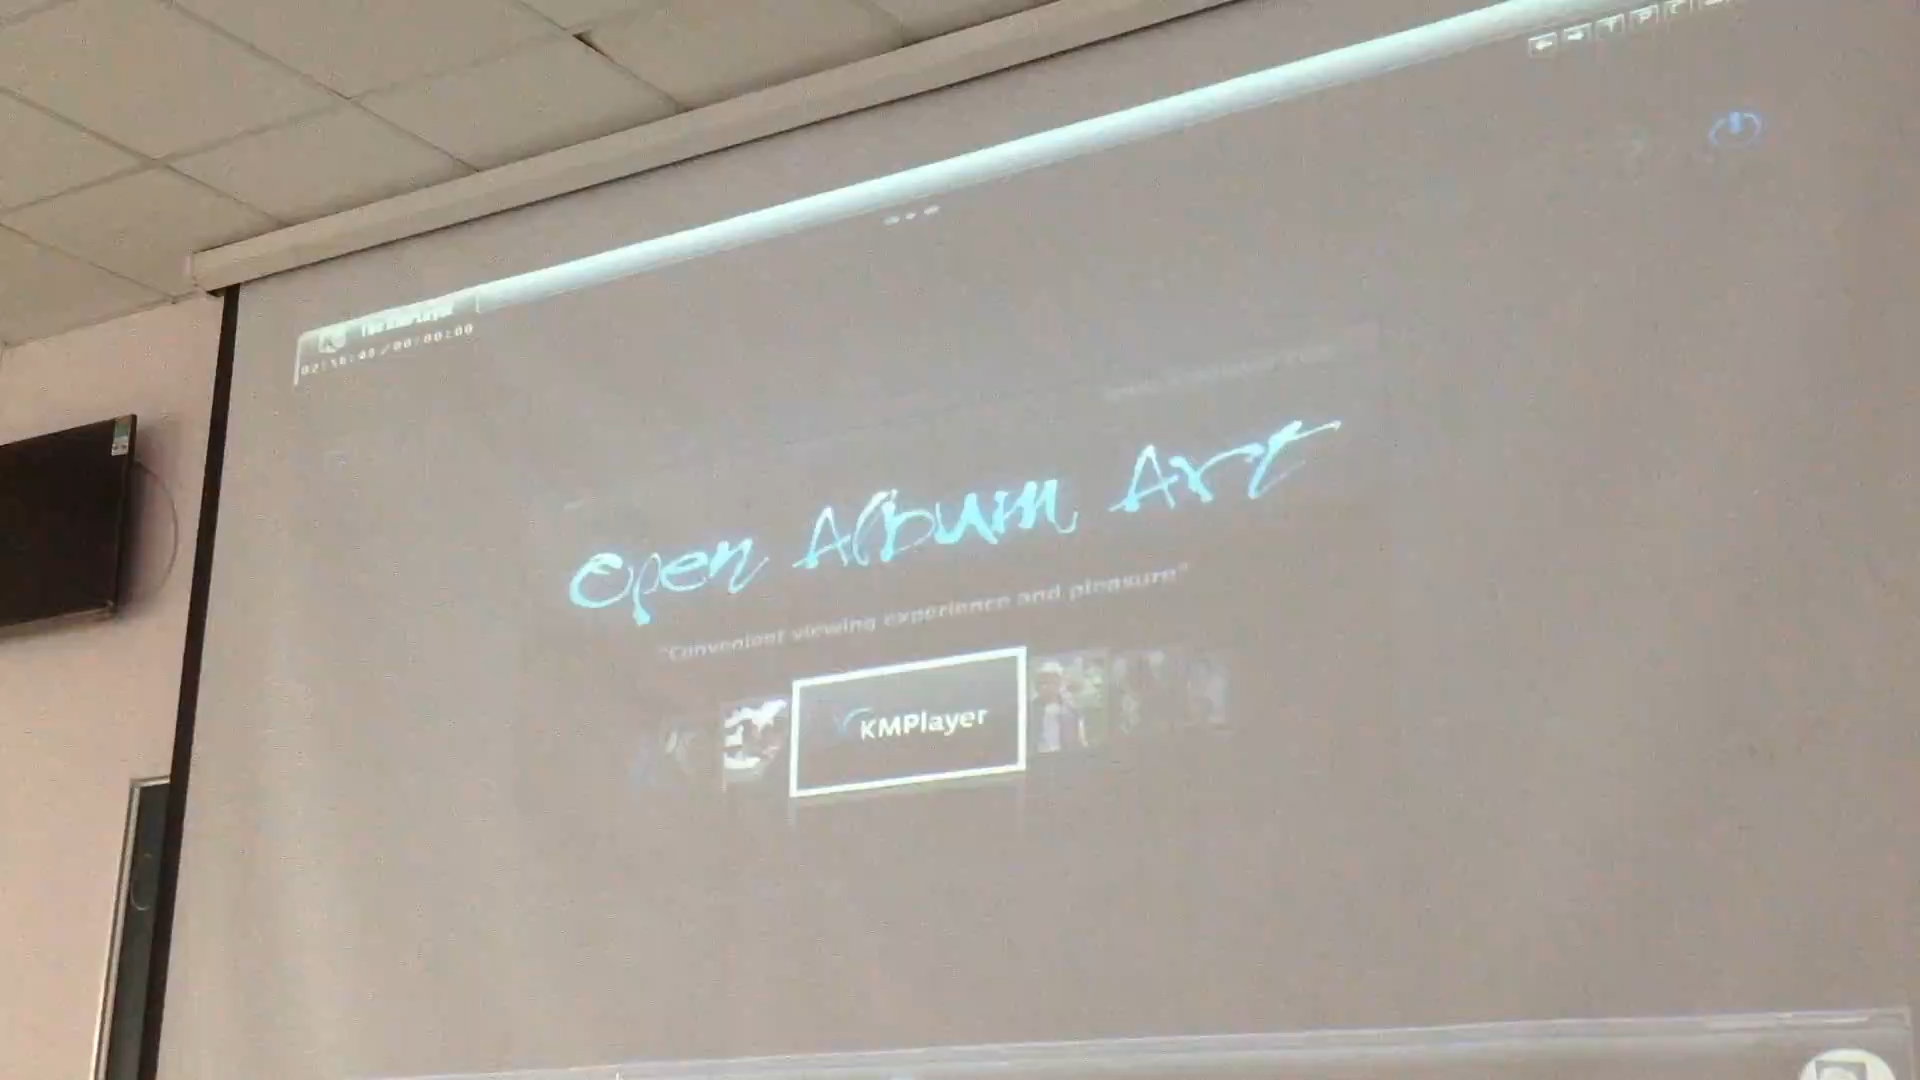 Open Album Art
"Convenient viewing experience and pleasure"
KMPlayer